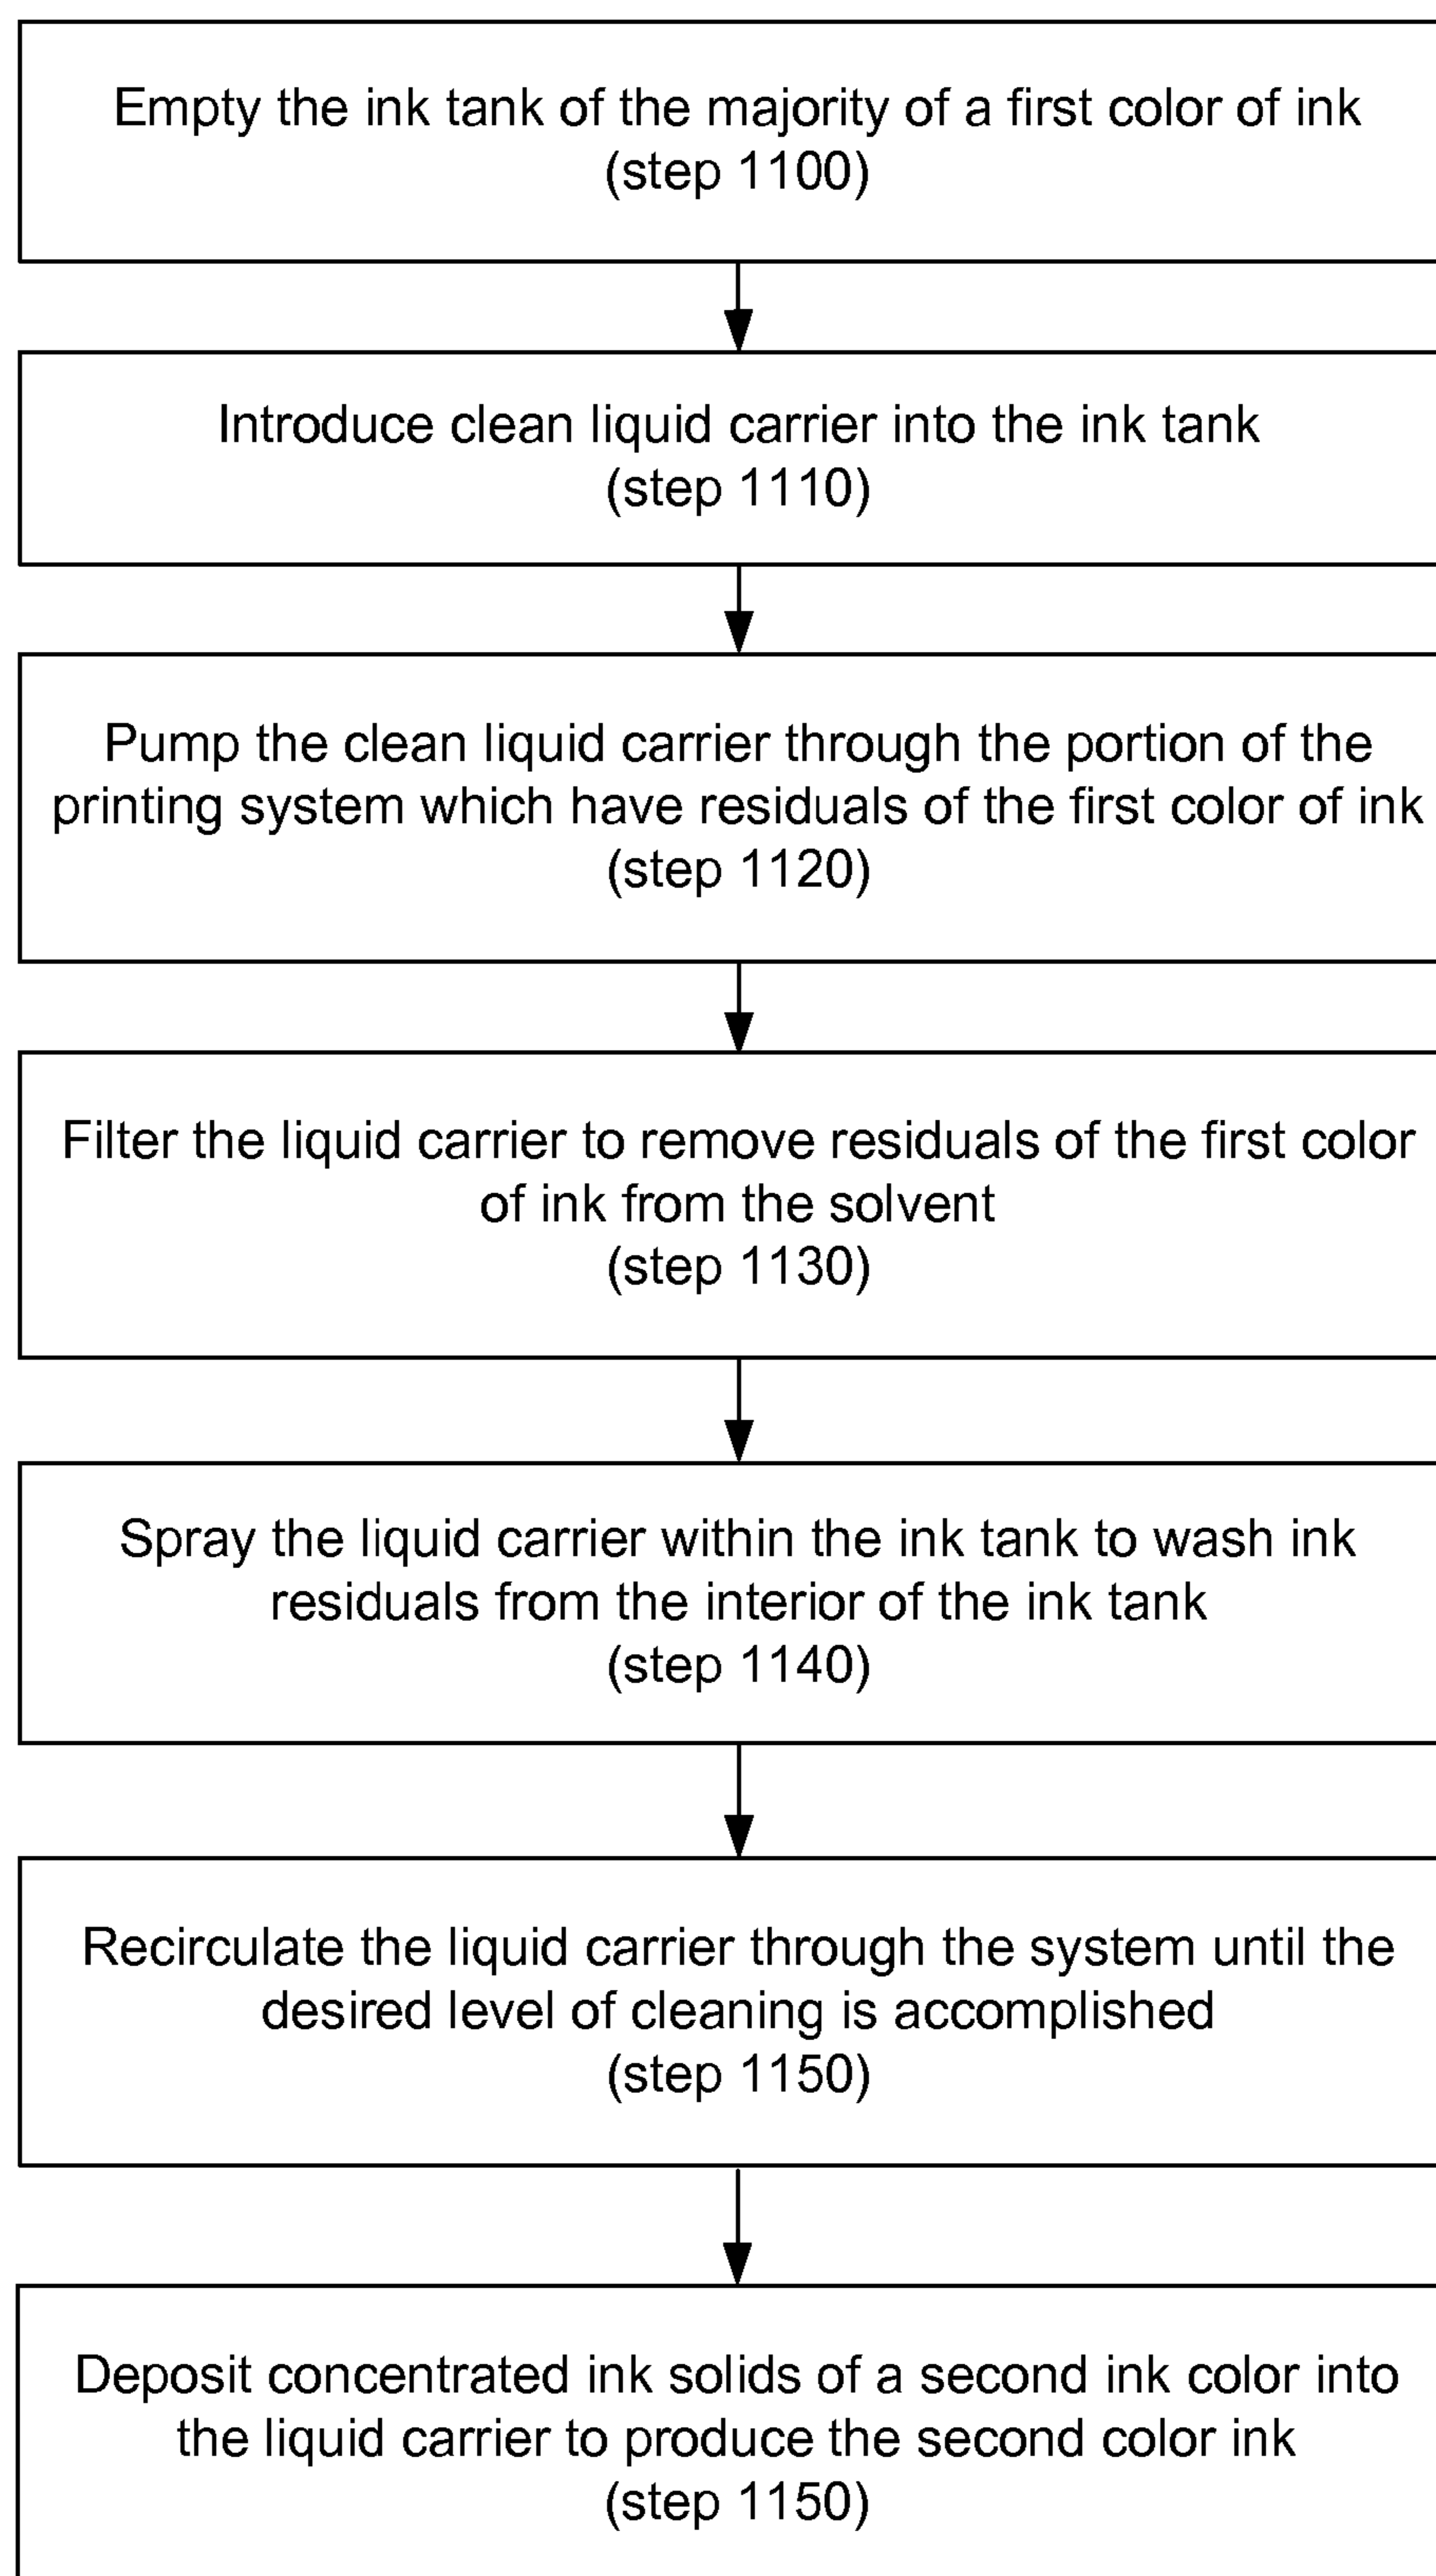 Empty the ink tank of the majority of a first color of ink
(step 1100)
Introduce clean liquid carrier into the ink tank
(step 1110)
Pump the clean liquid carrier through the portion of the
printing system which have residuals of the first color of ink
(step 1120)
Filter the liquid carrier to remove residuals of the first color
of ink from the solvent
(step 1130)
Spray the liquid carrier within the ink tank to wash ink
residuals from the interior of the ink tank
(step 1140)
Recirculate the liquid carrier through the system until the
desired level of cleaning is accomplished
(step 1150)
Deposit concentrated ink solids of a second ink color into
the liquid carrier to produce the second color ink
(step 1150)